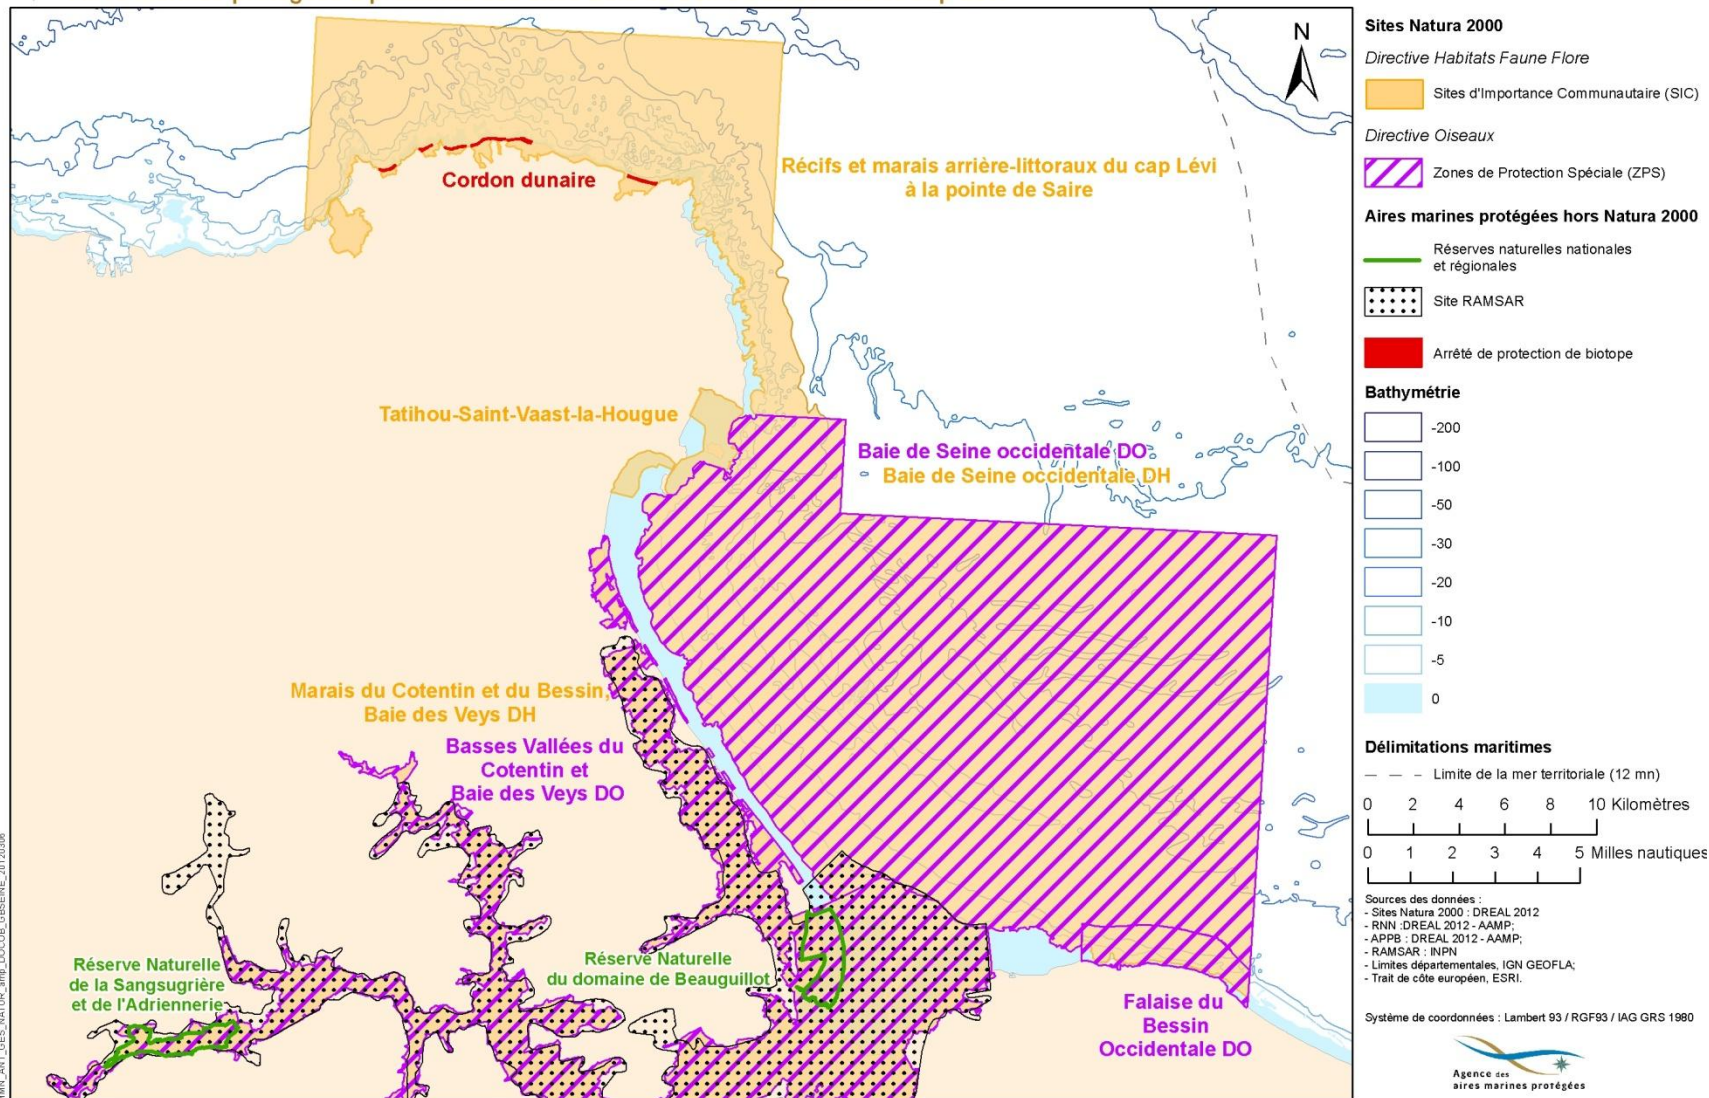 N
Cordon dunaire
Récifs et marais arrière-littoraux du cap Lévi
à la pointe de Saire
Tatihou-Saint-Vaast-la-Hougue
Baie de Seine occidentale DO
Baie de Seine occidentale DH
Marais du Cotentin et du Bessin,
Baie des Veys DH
Basses Vallées du
Cotentin et
Baie des Veys DO
Réserve Naturelle
de la Sangsugrière
et de l'Adriennerie
Réserve Naturelle
du domaine de Beauguillot
Falaise du
Bessin
Occidentale DO
Sites Natura 2000
Directive Habitats Faune Flore
Sites d'Importance Communautaire (SIC)
Directive Oiseaux
Zones de Protection Spéciale (ZPS)
Aires marines protégées hors Natura 2000
Réserves naturelles nationales
et régionales
Site RAMSAR
Arrêté de protection de biotope
Bathymétrie
-200
-100
-50
-30
-20
-10
-5
0
Délimitations maritimes
Limite de la mer territoriale (12 mn)
0 2 4 6 8 10 Kilomètres
0 1 2 3 4 5 Milles nautiques
Sources des données :
- Sites Natura 2000 : DREAL 2012
- RNN :DREAL 2012 - AAMP;
- APPB : DREAL 2012 - AAMP;
- RAMSAR : INPN
- Limites départementales, IGN GEOFLA;
- Trait de côte européen, ESRI.
Système de coordonnées : Lambert 93 / RGF93 / IAG GRS 1980
Agence des
aires marines protégées